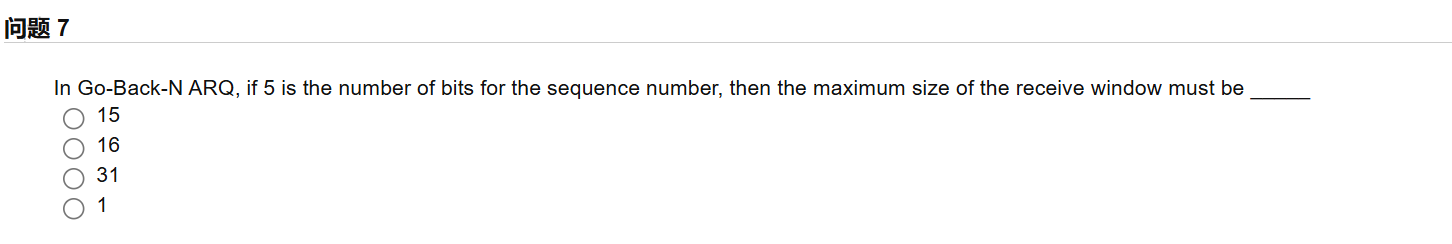 问题 7
In Go-Back-N ARQ, if 5 is the number of bits for the sequence number, then the maximum size of the receive window must be _____
15
16
31
1